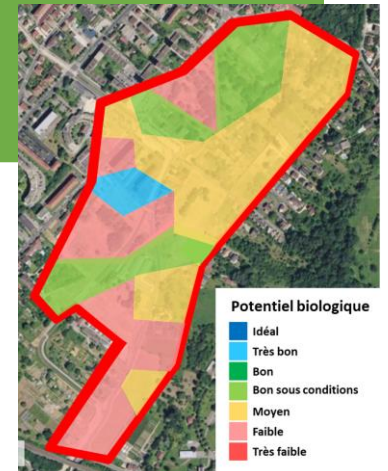 Potentiel biologique
Idéal
Très bon
Bon
Bon sous conditions
Moyen
Faible
Très faible